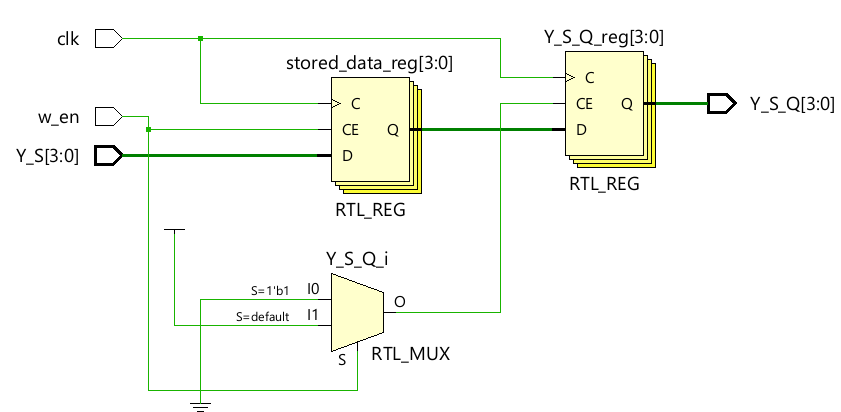 clk
w_en
Y_S[3:0]
stored_data_reg[3:0]
C
CE
D
Q
RTL_REG
Y_S_Q_reg[3:0]
C
CE
D
Q
RTL_REG
Y_S_Q[3:0]
Y_S_Q_i
S=1'b1
I0
S=default
I1
S
O
RTL_MUX